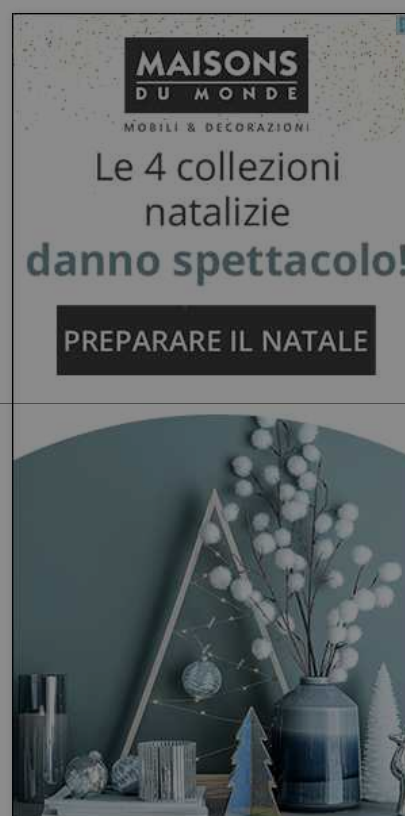 MAISONS
DU MONDE
MOBILI & DECORAZIONI
Le 4 collezioni
natalizie
danno spettacolo!
PREPARARE IL NATALE